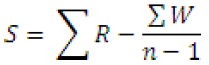 S = ∑ R − ∑W / n − 1